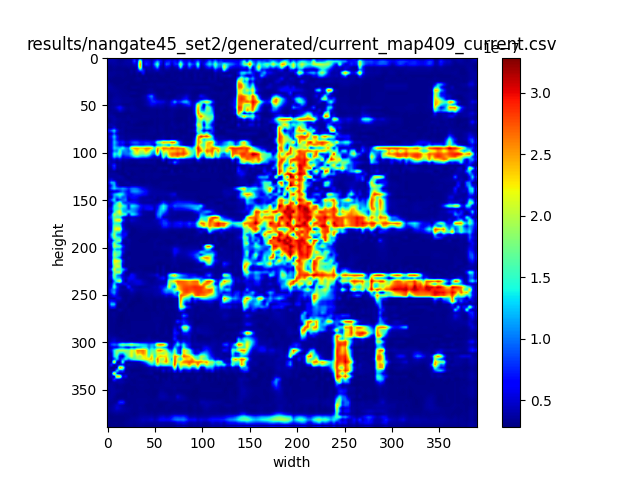 results/nangate45_set2/generated/current_map409_current.csv
1e−7
0
50
100
150
200
250
300
350
height
0 50 100 150 200 250 300 350
width
3.0
2.5
2.0
1.5
1.0
0.5